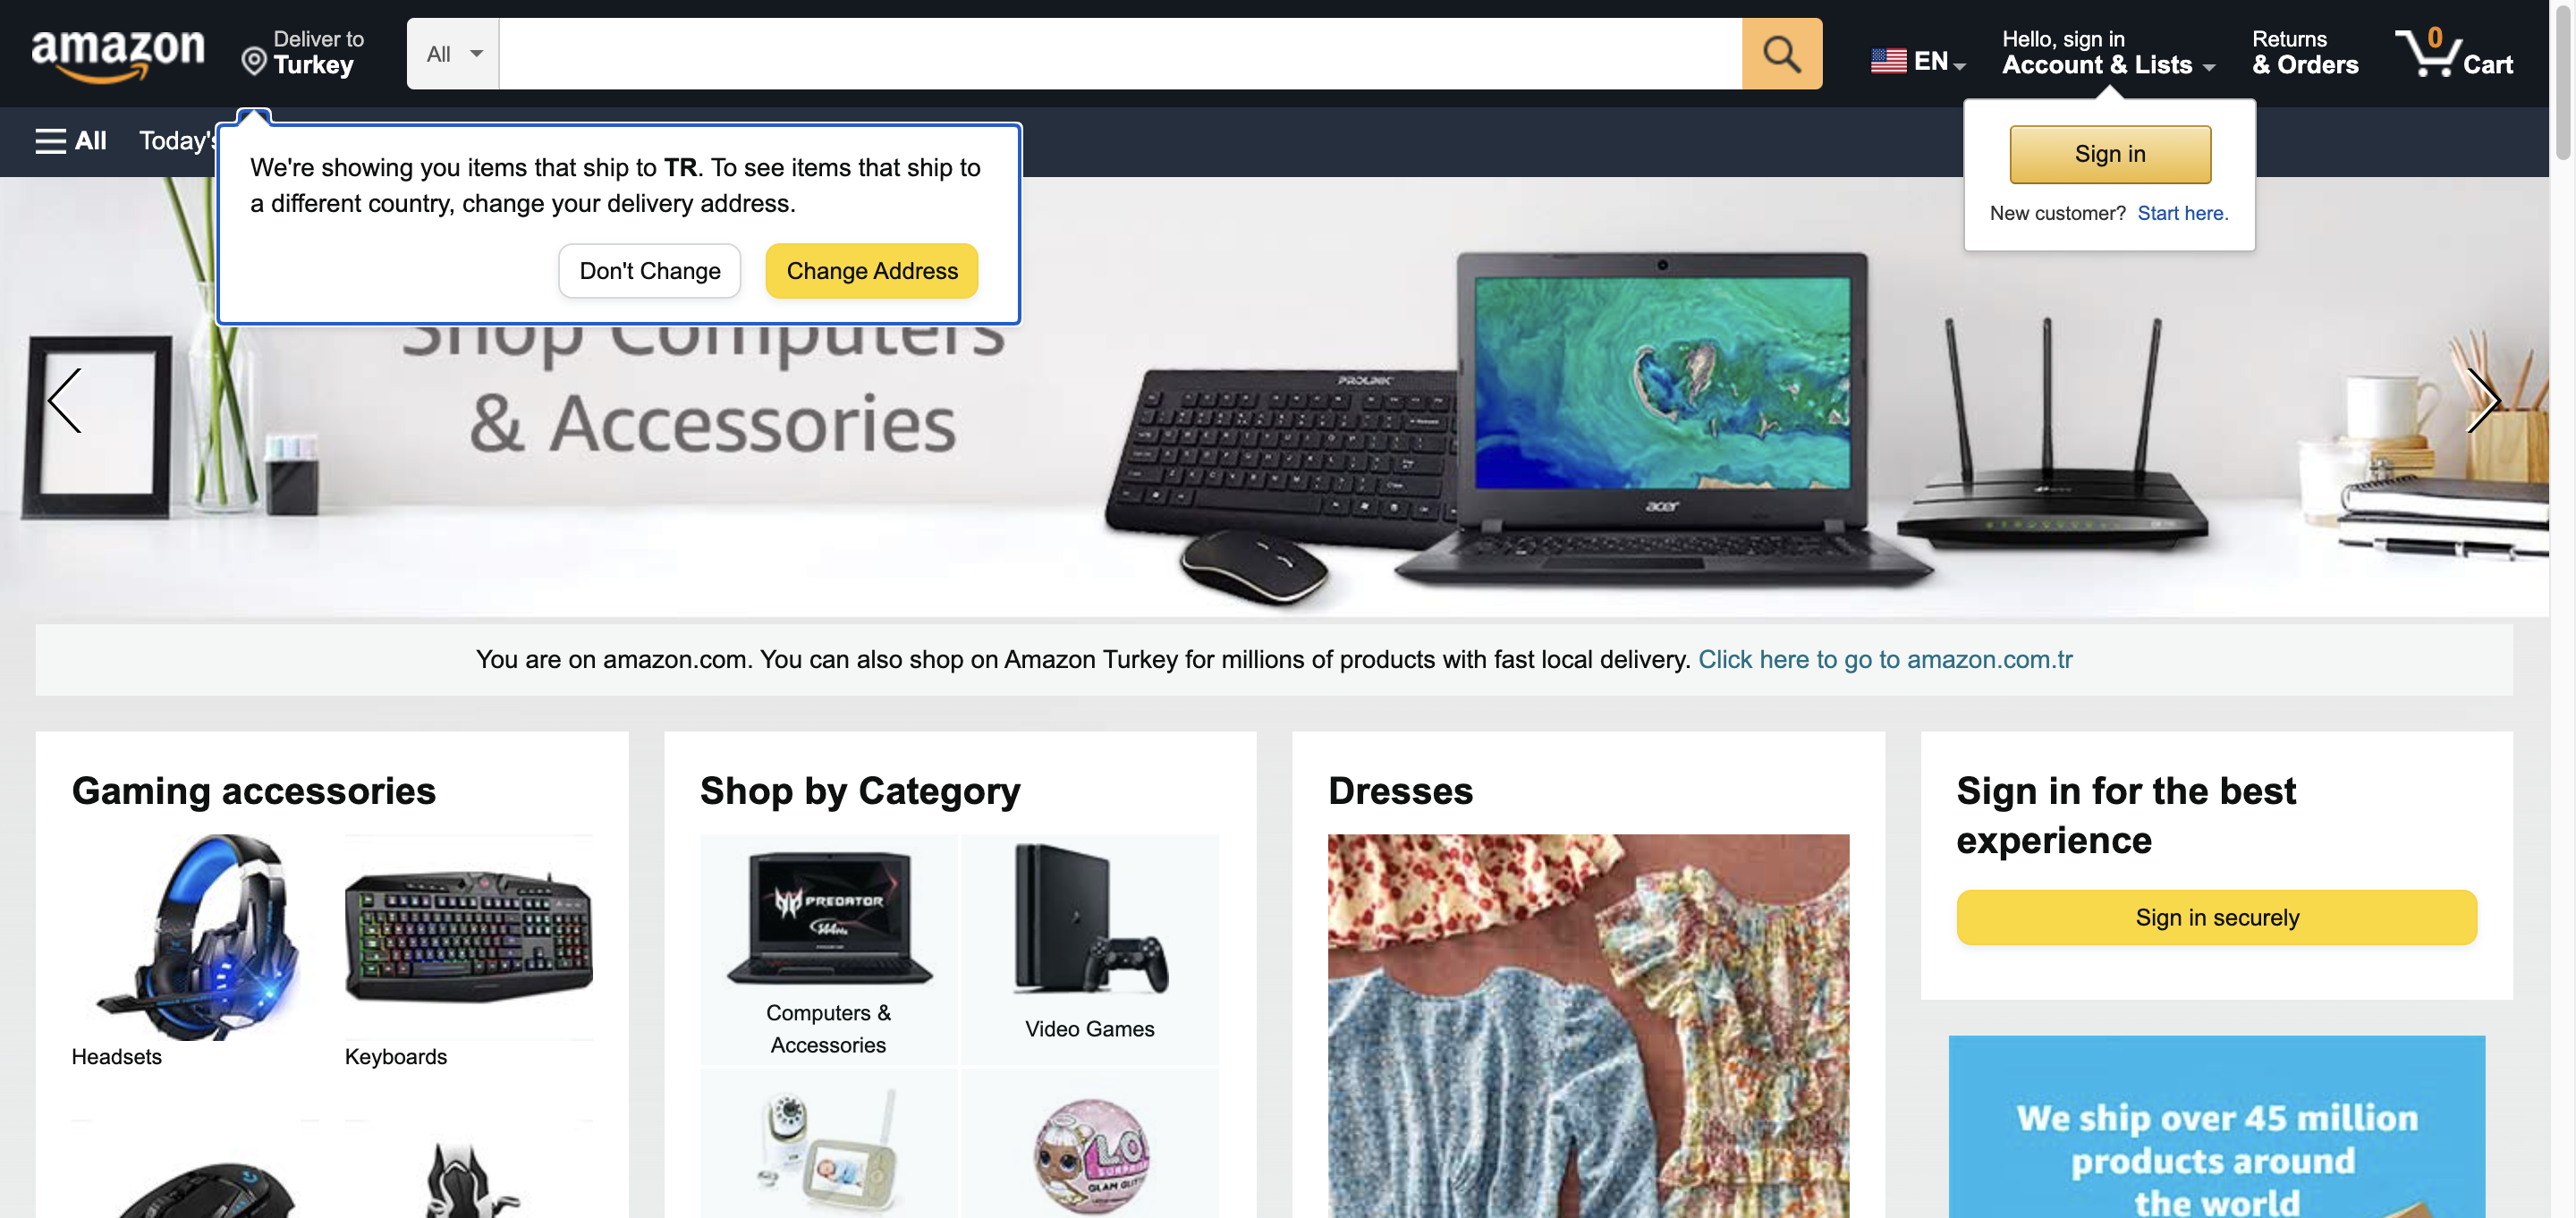 amazon
Deliver to
Turkey
All
EN
Hello, sign in
Account & Lists
Returns
& Orders
0
Cart
All
Today's
We're showing you items that ship to TR. To see items that ship to
a different country, change your delivery address.
Don't Change
Change Address
Sign in
New customer? Start here.
Shop Computers
& Accessories
PROLINK
acer
You are on amazon.com. You can also shop on Amazon Turkey for millions of products with fast local delivery. Click here to go to amazon.com.tr
Gaming accessories
Headsets
Keyboards
Shop by Category
PREDATOR
Computers &
Accessories
Video Games
L.O.L
SURPRISE
GLAM GLITTER
Dresses
Sign in for the best
experience
Sign in securely
We ship over 45 million
products around
the world